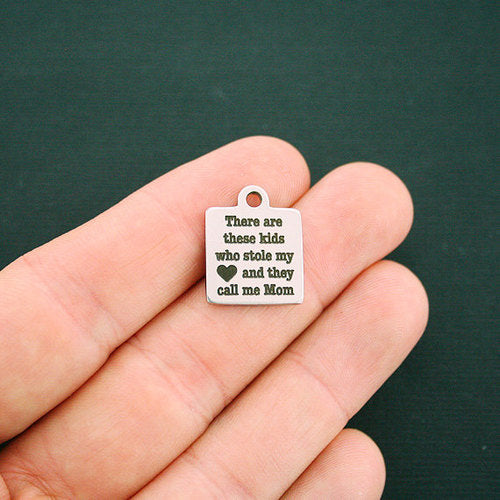 There are
these kids
who stole my
♥ and they
call me Mom